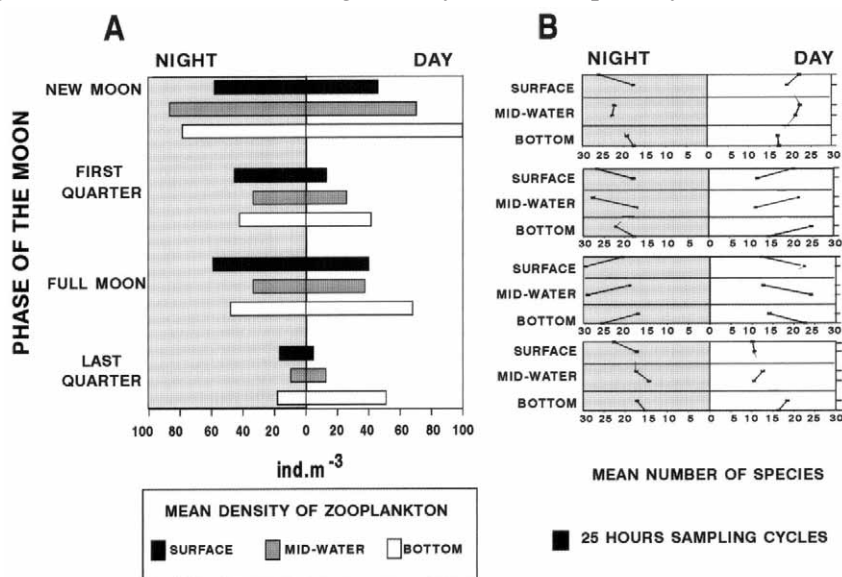 A
NIGHT DAY
PHASE OF THE MOON
NEW MOON
FIRST
QUARTER
FULL MOON
LAST
QUARTER
100 80 60 40 20 0 20 40 60 80 100
ind.m⁻³
MEAN DENSITY OF ZOOPLANKTON
SURFACE MID-WATER BOTTOM
B
NIGHT DAY
SURFACE
MID-WATER
BOTTOM
30 25 20 15 10 5 0 5 10 15 20 25 30
SURFACE
MID-WATER
BOTTOM
30 25 20 15 10 5 0 5 10 15 20 25 30
SURFACE
MID-WATER
BOTTOM
30 25 20 15 10 5 0 5 10 15 20 25 30
SURFACE
MID-WATER
BOTTOM
30 25 20 15 10 5 0 5 10 15 20 25 30
MEAN NUMBER OF SPECIES
25 HOURS SAMPLING CYCLES